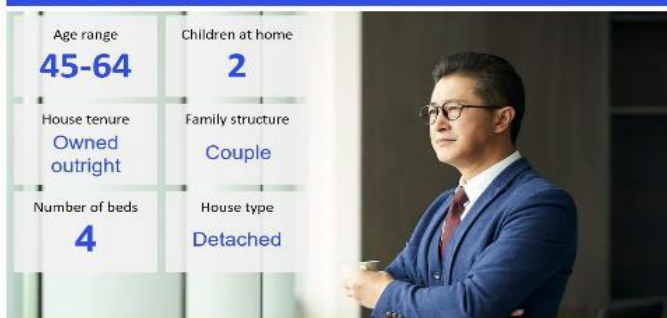 Age range
45-64
Children at home
2
House tenure
Owned
outright
Family structure
Couple
Number of beds
4
House type
Detached